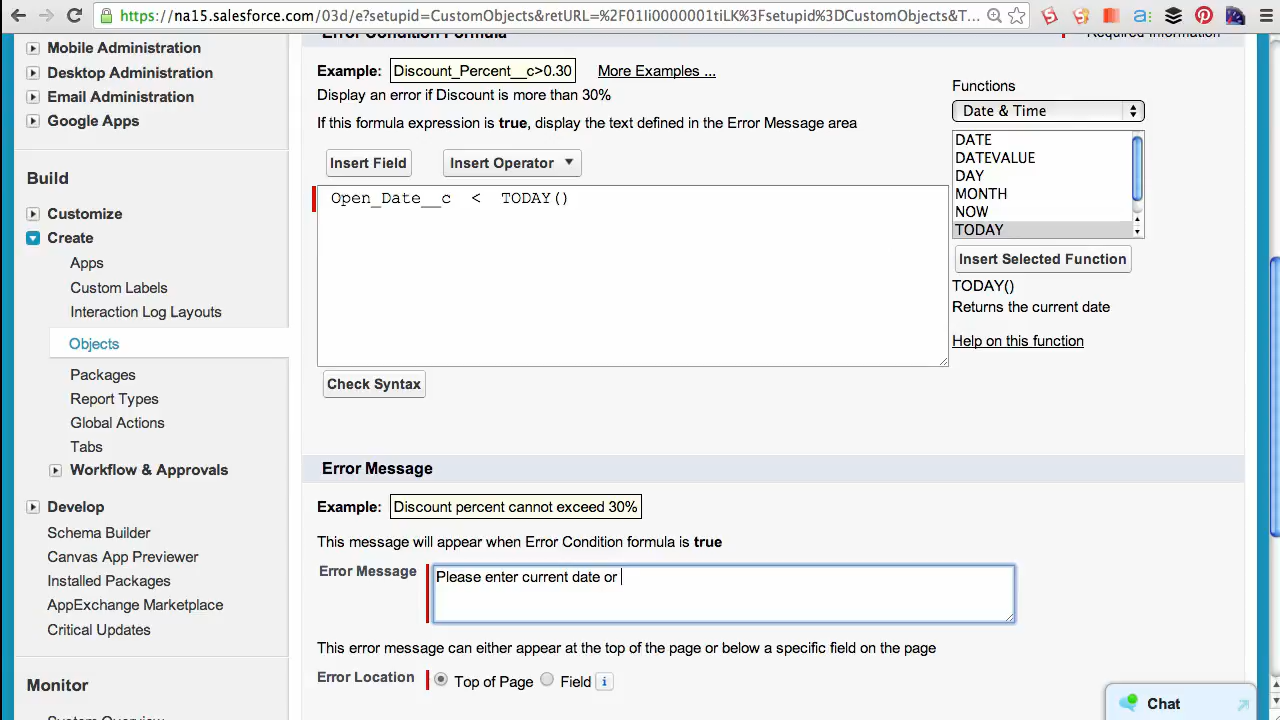 https://na15.salesforce.com/03d/e?setupid=CustomObjects&retURL=%2F01Ii0000001tiLK%3Fsetupid%3DCustomObjects&T...
Mobile Administration
Desktop Administration
Email Administration
Google Apps
Build
Customize
Create
Apps
Custom Labels
Interaction Log Layouts
Objects
Packages
Report Types
Global Actions
Tabs
Workflow & Approvals
Develop
Schema Builder
Canvas App Previewer
Installed Packages
AppExchange Marketplace
Critical Updates
Monitor
System Overview
Error Condition Formula
Required Information
Example: Discount_Percent__c>0.30 More Examples ...
Display an error if Discount is more than 30%
If this formula expression is true, display the text defined in the Error Message area
Insert Field Insert Operator
Open_Date__c < TODAY()
Check Syntax
Functions
Date & Time
DATE
DATEVALUE
DAY
MONTH
NOW
TODAY
Insert Selected Function
TODAY()
Returns the current date
Help on this function
Error Message
Example: Discount percent cannot exceed 30%
This message will appear when Error Condition formula is true
Error Message Please enter current date or
This error message can either appear at the top of the page or below a specific field on the page
Error Location Top of Page Field i
Chat